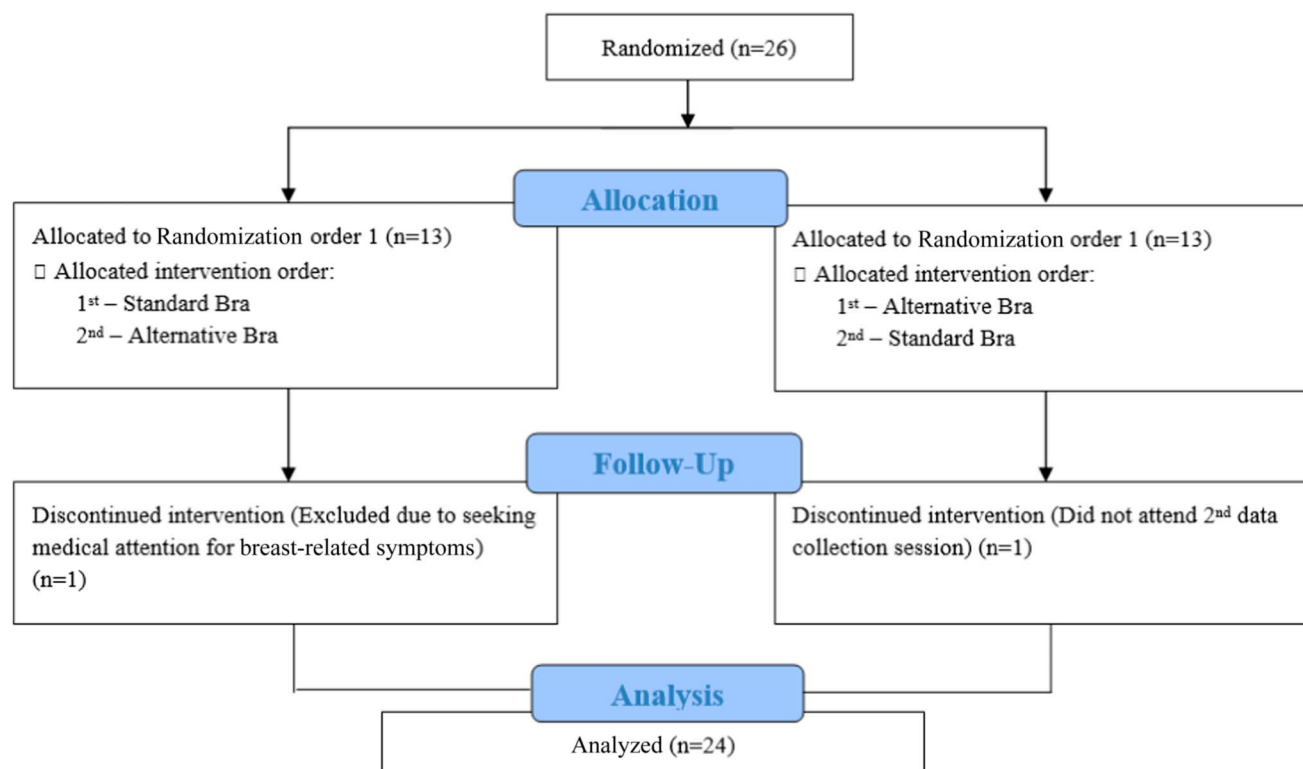 Randomized (n=26)
Allocation
Allocated to Randomization order 1 (n=13)
▯ Allocated intervention order:
1st – Standard Bra
2nd – Alternative Bra
Allocated to Randomization order 1 (n=13)
▯ Allocated intervention order:
1st – Alternative Bra
2nd – Standard Bra
Follow-Up
Discontinued intervention (Excluded due to seeking
medical attention for breast-related symptoms)
(n=1)
Discontinued intervention (Did not attend 2nd data
collection session) (n=1)
Analysis
Analyzed (n=24)